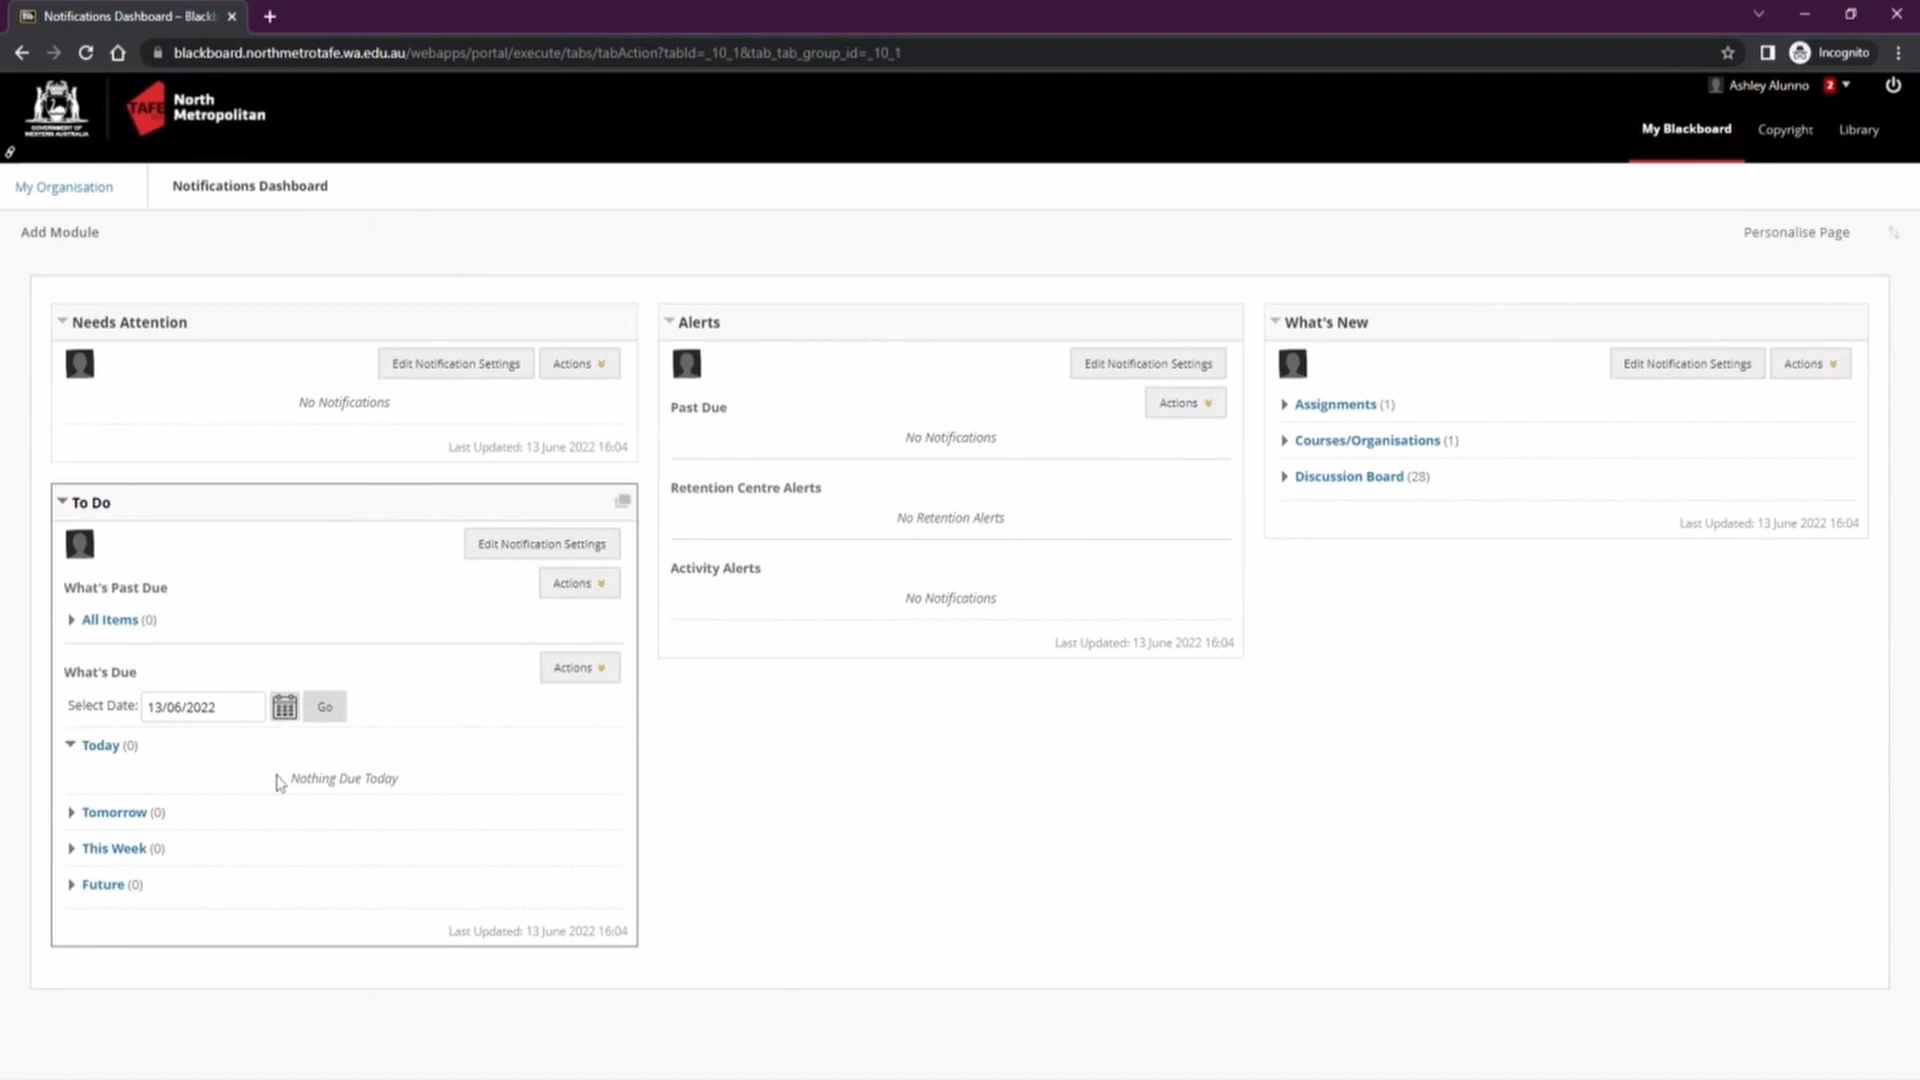 Notifications Dashboard – Blackb
blackboard.northmetrotafe.wa.edu.au/webapps/portal/execute/tabs/tabAction?tabId=_10_1&tab_tab_group_id=_10_1
Incognito
GOVERNMENT OF
WESTERN AUSTRALIA
TAFE
North
Metropolitan
Ashley Alunno
2
My Blackboard
Copyright
Library
My Organisation
Notifications Dashboard
Add Module
Personalise Page
Needs Attention
Edit Notification Settings
Actions
No Notifications
Last Updated: 13 June 2022 16:04
To Do
Edit Notification Settings
Actions
What's Past Due
All Items (0)
Actions
What's Due
Select Date: 13/06/2022 Go
Today (0)
Nothing Due Today
Tomorrow (0)
This Week (0)
Future (0)
Last Updated: 13 June 2022 16:04
Alerts
Edit Notification Settings
Actions
Past Due
No Notifications
Retention Centre Alerts
No Retention Alerts
Activity Alerts
No Notifications
Last Updated: 13 June 2022 16:04
What's New
Edit Notification Settings
Actions
Assignments (1)
Courses/Organisations (1)
Discussion Board (28)
Last Updated: 13 June 2022 16:04